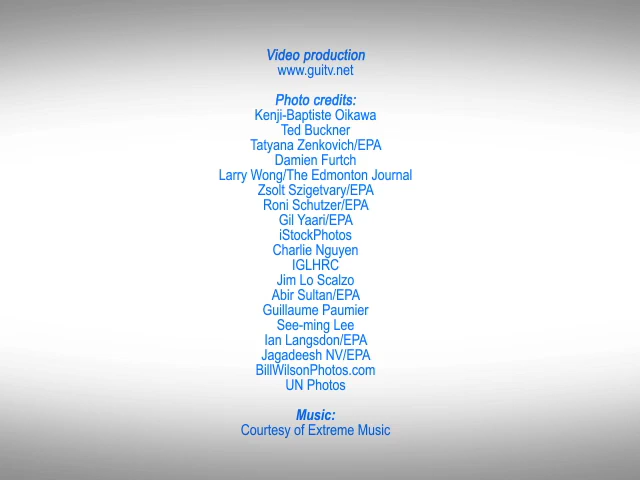 Video production
www.guitv.net
Photo credits:
Kenji-Baptiste Oikawa
Ted Buckner
Tatyana Zenkovich/EPA
Damien Furtch
Larry Wong/The Edmonton Journal
Zsolt Szigetvary/EPA
Roni Schutzer/EPA
Gil Yaari/EPA
iStockPhotos
Charlie Nguyen
IGLHRC
Jim Lo Scalzo
Abir Sultan/EPA
Guillaume Paumier
See-ming Lee
Ian Langsdon/EPA
Jagadeesh NV/EPA
BillWilsonPhotos.com
UN Photos
Music:
Courtesy of Extreme Music